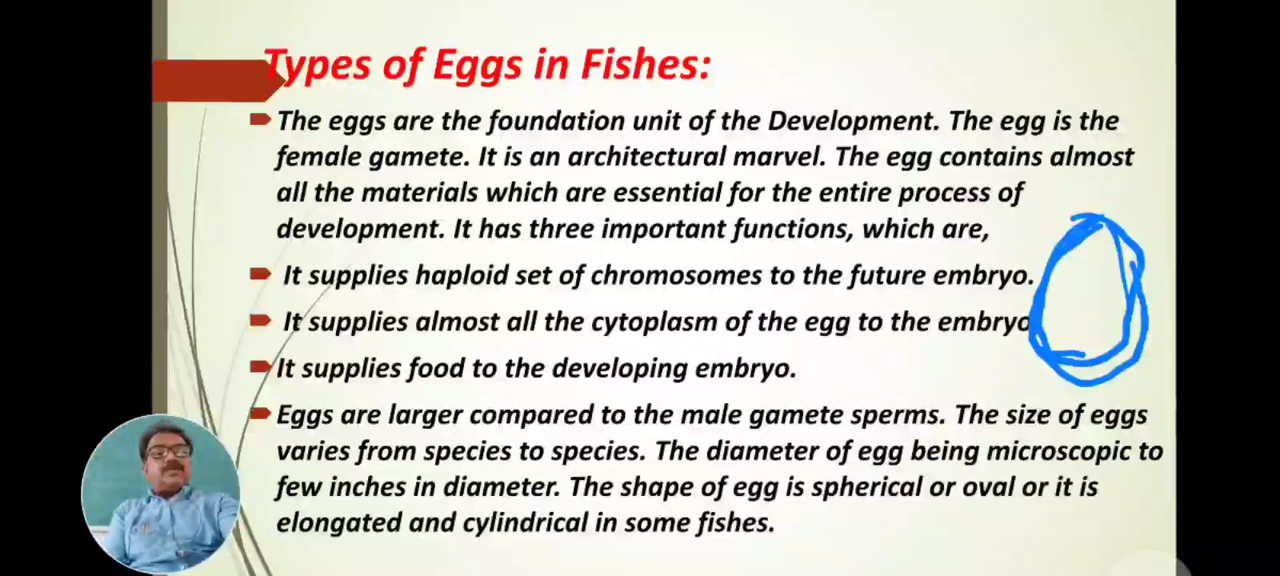 Types of Eggs in Fishes:
The eggs are the foundation unit of the Development. The egg is the
female gamete. It is an architectural marvel. The egg contains almost
all the materials which are essential for the entire process of
development. It has three important functions, which are,
It supplies haploid set of chromosomes to the future embryo.
It supplies almost all the cytoplasm of the egg to the embryo
It supplies food to the developing embryo.
Eggs are larger compared to the male gamete sperms. The size of eggs
varies from species to species. The diameter of egg being microscopic to
few inches in diameter. The shape of egg is spherical or oval or it is
elongated and cylindrical in some fishes.